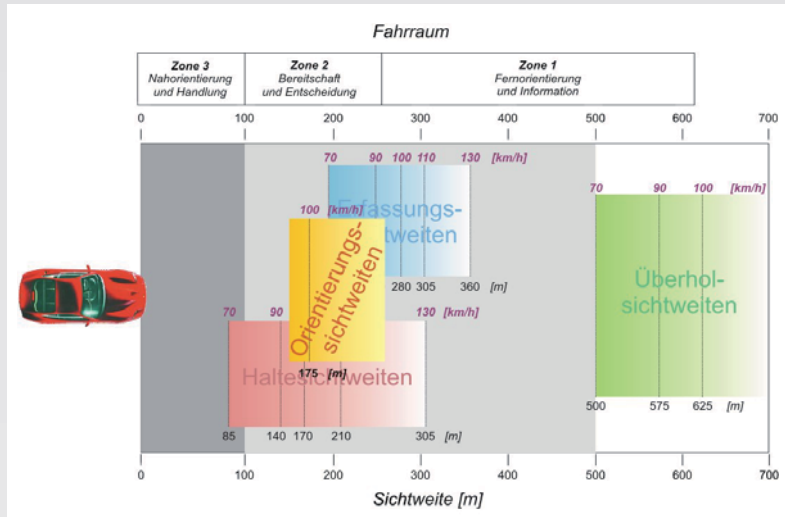 Fahrraum
Zone 3
Nahorientierung
und Handlung
Zone 2
Bereitschaft
und Entscheidung
Zone 1
Fernorientierung
und Information
0 100 200 300 400 500 600 700
70 90 100 110 130 [km/h]
70 90 100 [km/h]
100 [km/h]
Erfassungs-
280 305 360 [m]
Orientierungs-
sichtweiten
Überhol-
sichtweiten
70 90 130 [km/h]
175 [m]
Haltesichtweiten
500 575 625 [m]
85 140 170 210 305 [m]
0 100 200 300 400 500 600 700
Sichtweite [m]